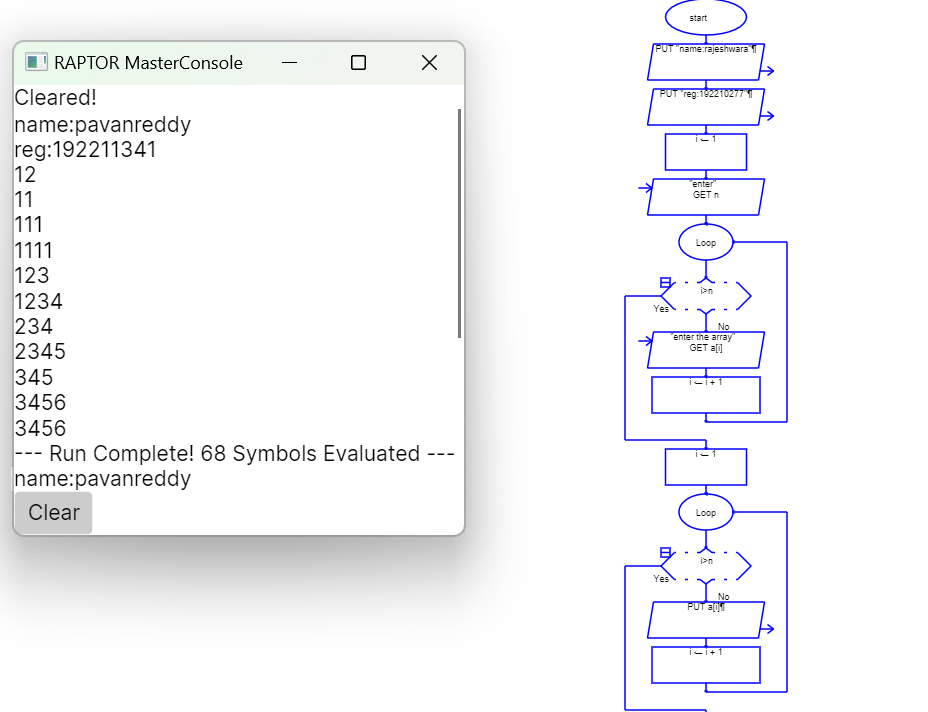 RAPTOR MasterConsole
Cleared!
name:pavanreddy
reg:192211341
12
11
111
1111
123
1234
234
2345
345
3456
3456
--- Run Complete! 68 Symbols Evaluated ---
name:pavanreddy
Clear
start
PUT "name:rajeshwara"¶
PUT "reg:192210277"¶
i ← 1
"enter"
GET n
Loop
i>n
Yes
No
"enter the array"
GET a[i]
i ← i + 1
i ← 1
Loop
i>n
Yes
No
PUT a[i]¶
i ← i + 1